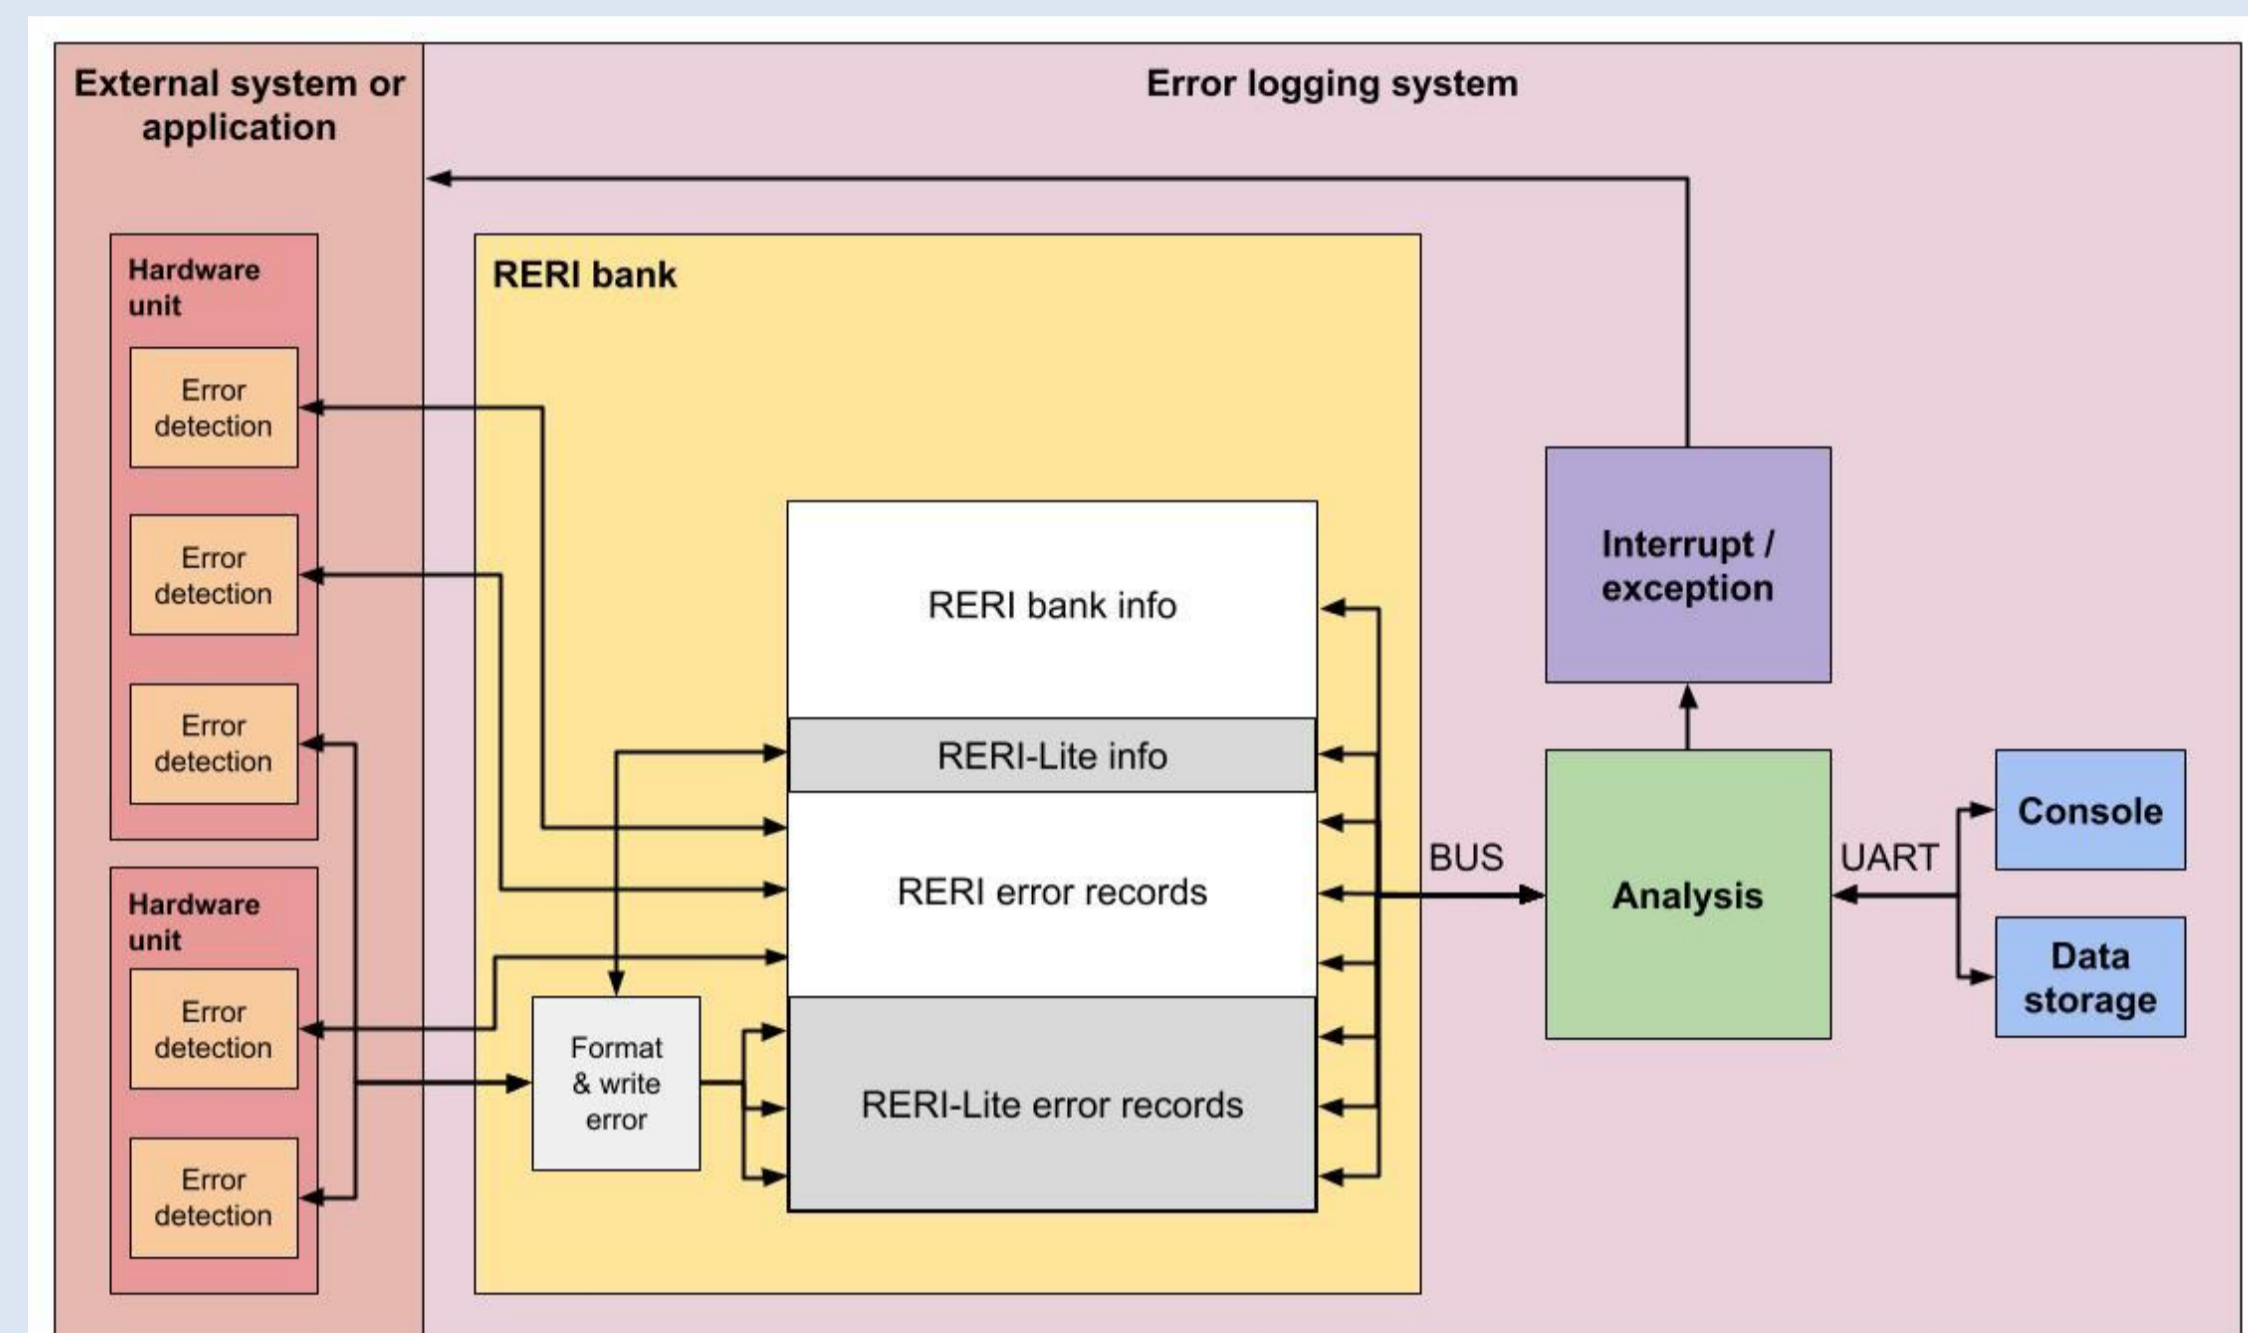 External system or
application
Error logging system
Hardware
unit
Error
detection
Error
detection
Error
detection
Hardware
unit
Error
detection
Error
detection
RERI bank
RERI bank info
RERI-Lite info
RERI error records
Format
& write
error
RERI-Lite error records
BUS
Interrupt /
exception
Analysis
UART
Console
Data
storage